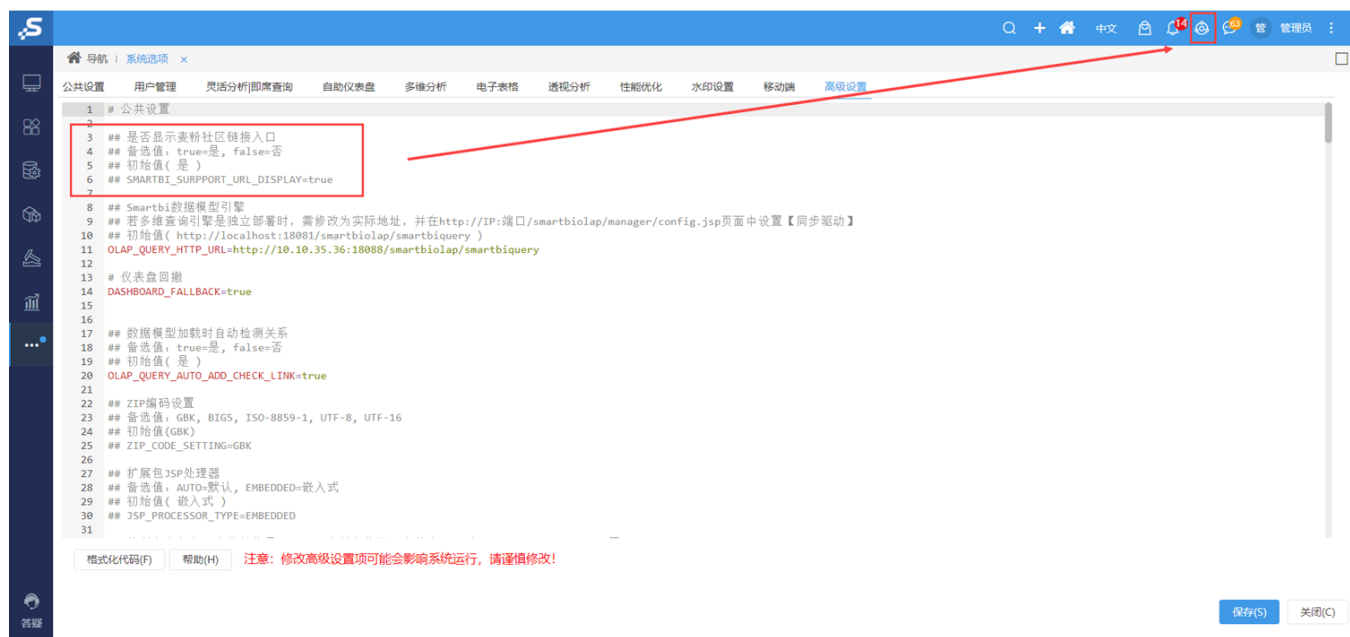 中文 14 63 管 管理员
导航 系统选项 ×
公共设置 用户管理 灵活分析|即席查询 自助仪表盘 多维分析 电子表格 透视分析 性能优化 水印设置 移动端 高级设置
1 # 公共设置
2
3 ## 是否显示麦粉社区链接入口
4 ## 备选值：true=是, false=否
5 ## 初始值( 是 )
6 ## SMARTBI_SURPPORT_URL_DISPLAY=true
7
8 ## Smartbi数据模型引擎
9 ## 若多维查询引擎是独立部署时，需修改为实际地址，并在http://IP:端口/smartbiolap/manager/config.jsp页面中设置【同步驱动】
10 ## 初始值( http://localhost:18081/smartbiolap/smartbiquery )
11 OLAP_QUERY_HTTP_URL=http://10.10.35.36:18088/smartbiolap/smartbiquery
12
13 # 仪表盘回撤
14 DASHBOARD_FALLBACK=true
15
16
17 ## 数据模型加载时自动检测关系
18 ## 备选值：true=是, false=否
19 ## 初始值( 是 )
20 OLAP_QUERY_AUTO_ADD_CHECK_LINK=true
21
22 ## ZIP编码设置
23 ## 备选值：GBK, BIG5, ISO-8859-1, UTF-8, UTF-16
24 ## 初始值(GBK)
25 ## ZIP_CODE_SETTING=GBK
26
27 ## 扩展包JSP处理器
28 ## 备选值：AUTO=默认, EMBEDDED=嵌入式
29 ## 初始值( 嵌入式 )
30 ## JSP_PROCESSOR_TYPE=EMBEDDED
31
格式化代码(F) 帮助(H) 注意：修改高级设置项可能会影响系统运行，请谨慎修改！
答疑
保存(S) 关闭(C)